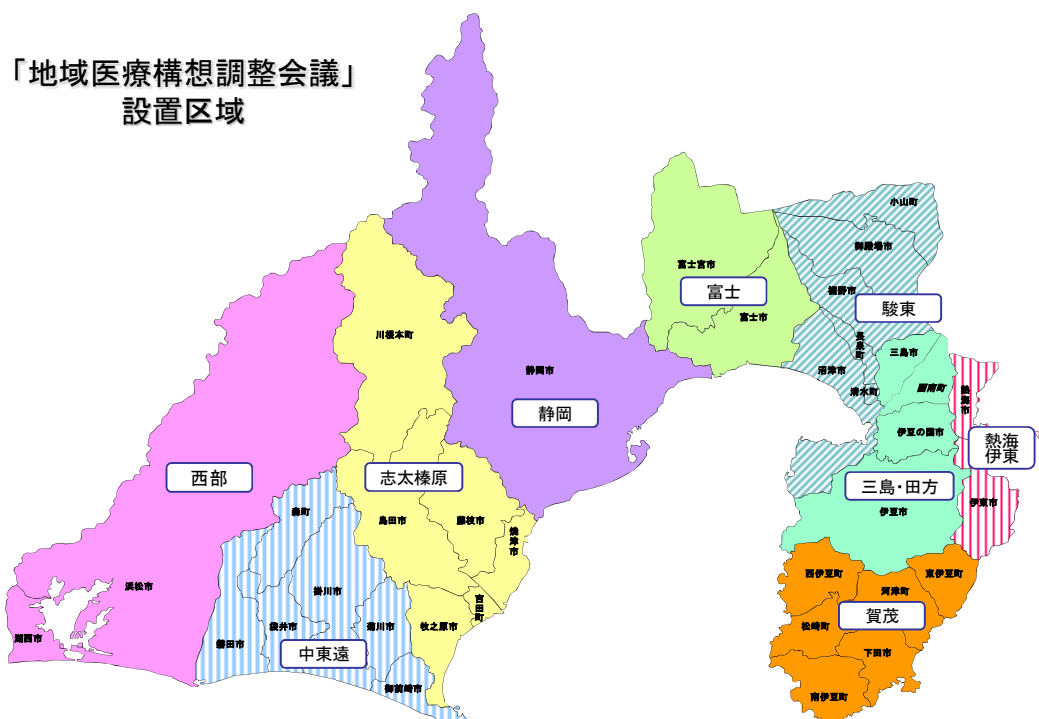 「地域医療構想調整会議」
設置区域
小山町
御殿場市
富士宮市
富士
裾野市
駿東
富士市
川根本町
長泉町
三島市
静岡市
沼津市
函南町
熱海市
清水町
静岡
伊豆の国市
熱海
伊東
西部
志太榛原
三島・田方
伊東市
森町
島田市
藤枝市
焼津市
伊豆市
浜松市
掛川市
西伊豆町
東伊豆町
河津町
吉田町
賀茂
湖西市
磐田市
袋井市
菊川市
牧之原市
松崎町
中東遠
下田市
御前崎市
南伊豆町